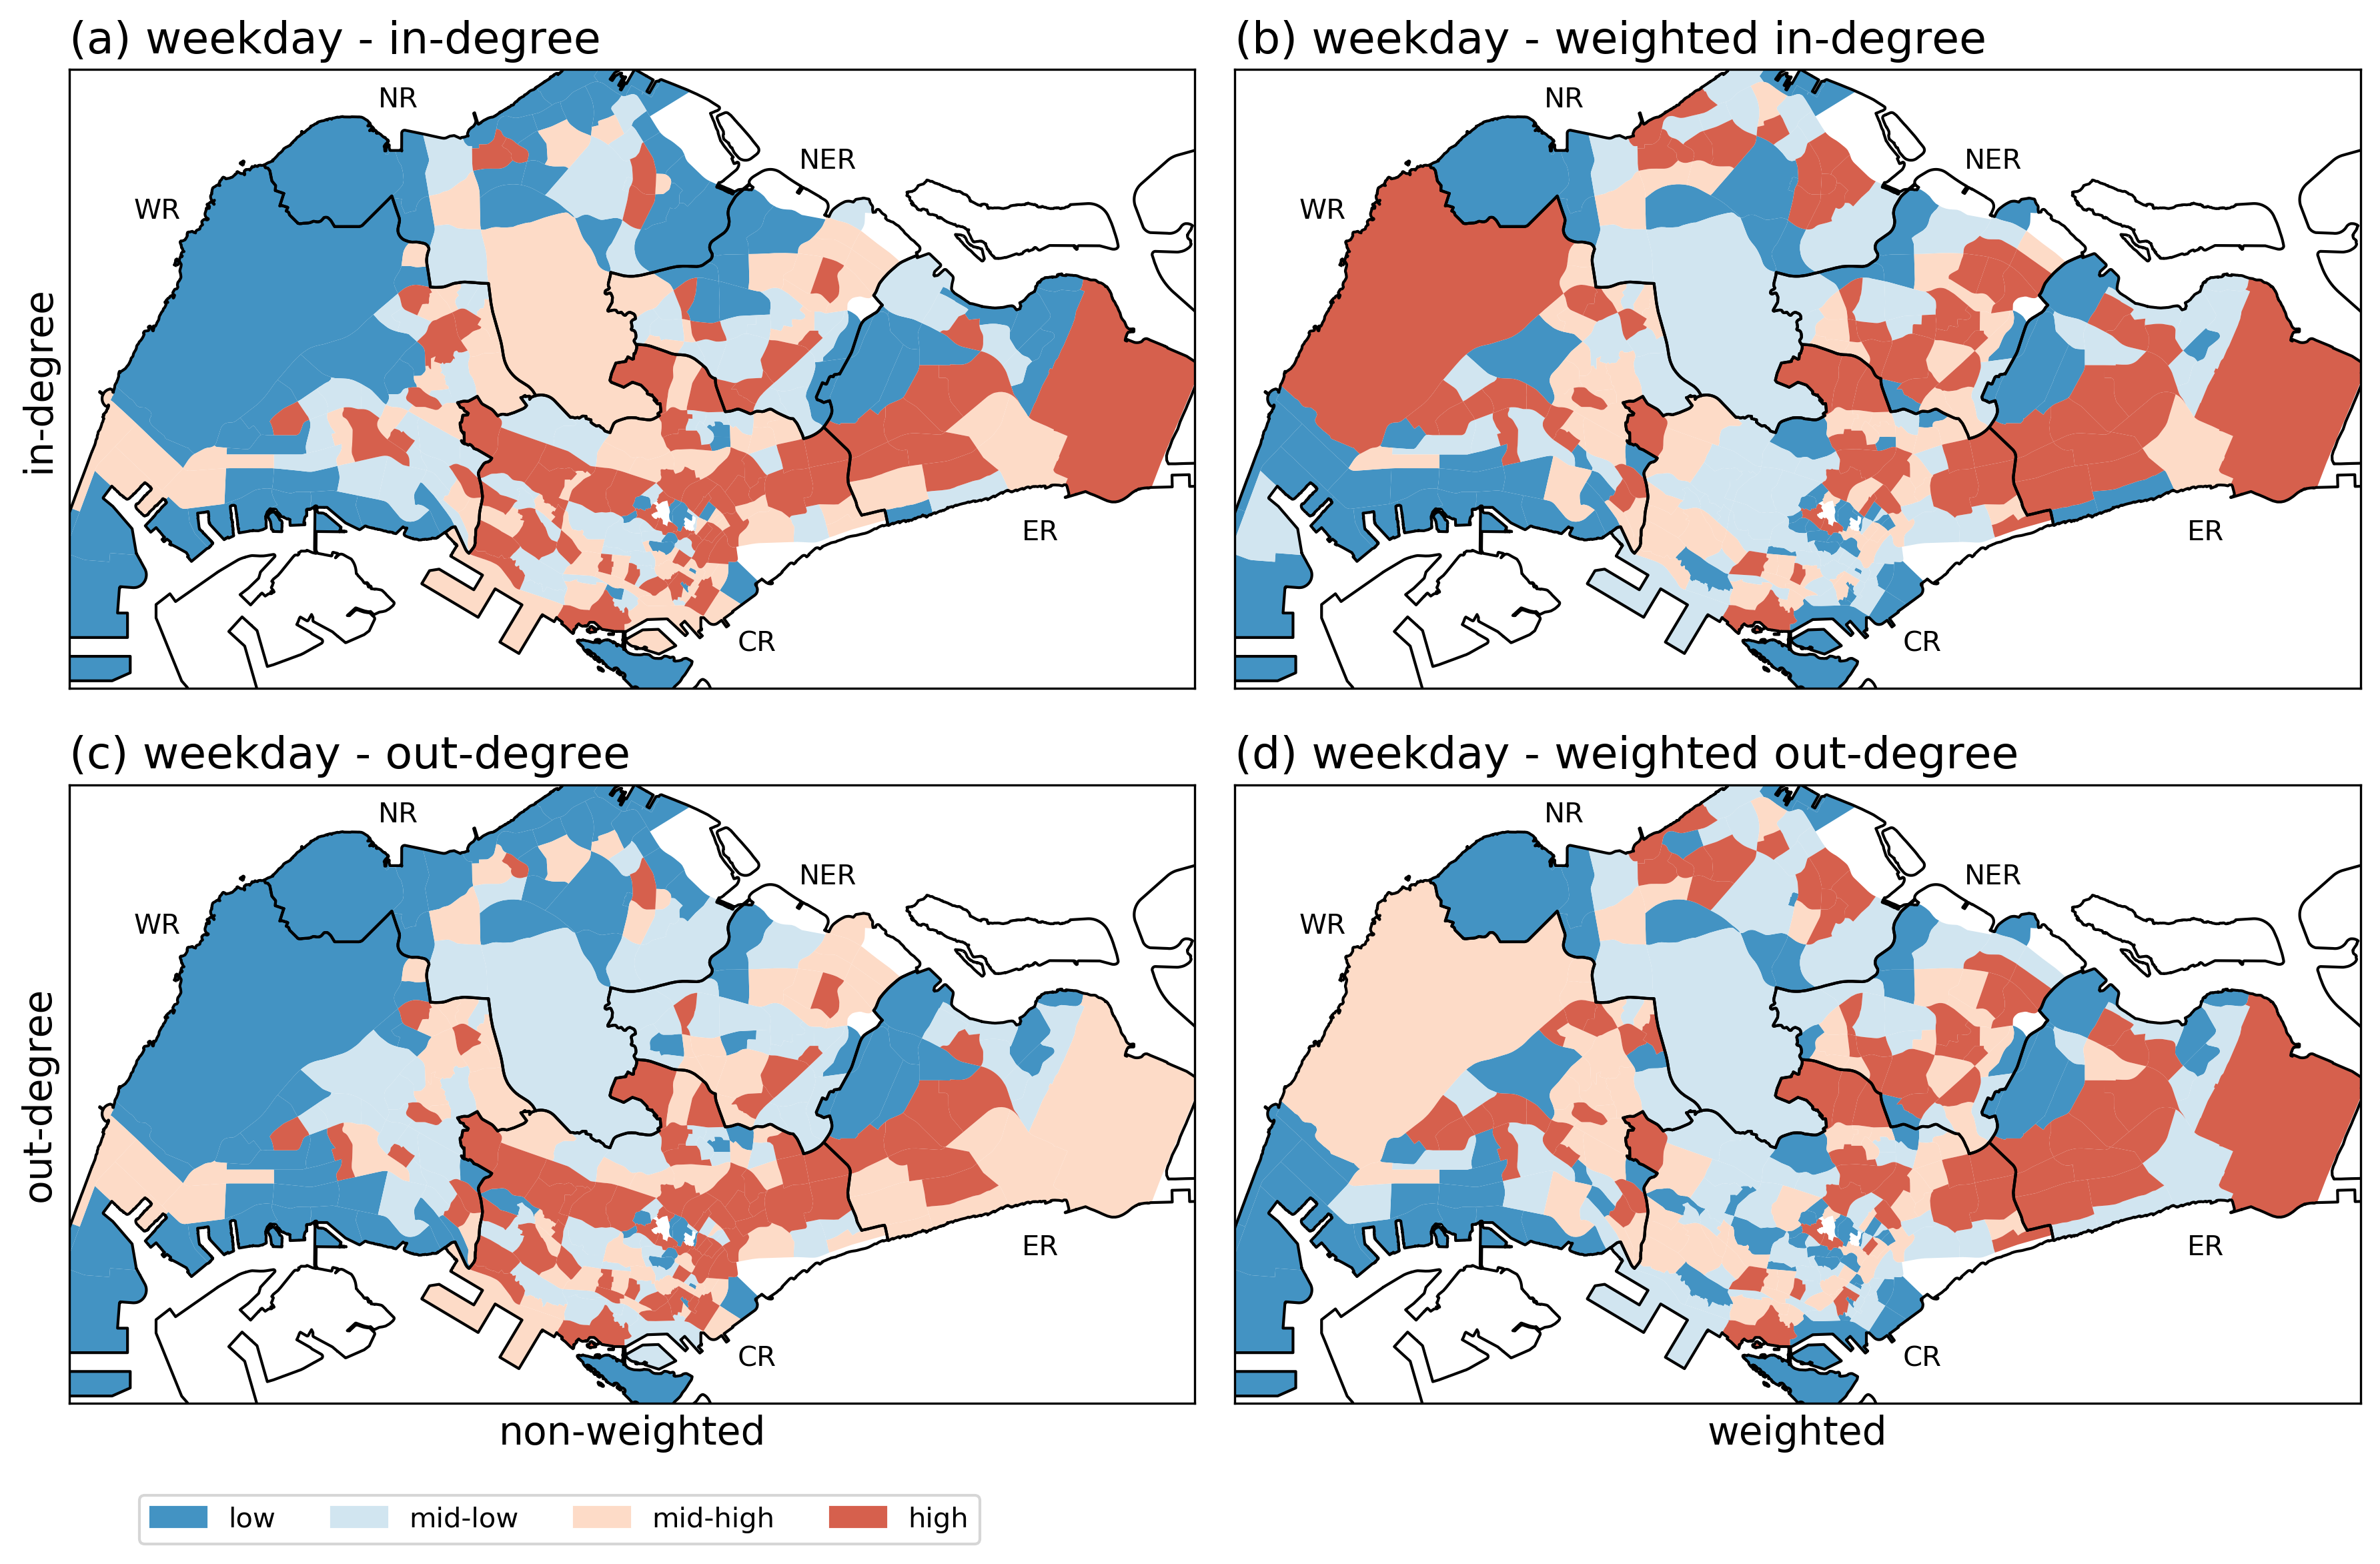 (a) weekday - in-degree
(b) weekday - weighted in-degree
NR
NER
WR
ER
CR
NR
NER
WR
ER
CR
in-degree
(c) weekday - out-degree
(d) weekday - weighted out-degree
NR
NER
WR
ER
CR
NR
NER
WR
ER
CR
out-degree
non-weighted
weighted
low
mid-low
mid-high
high